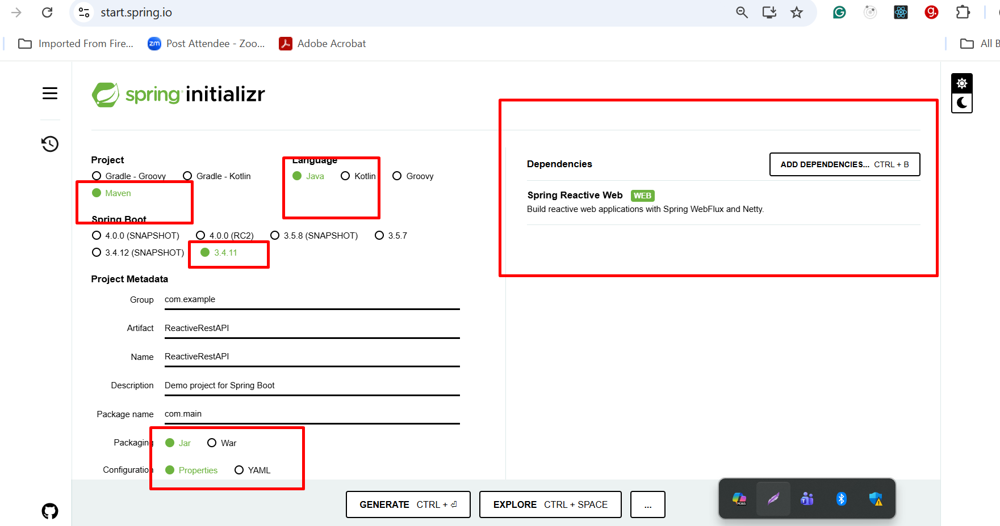 start.spring.io
Imported From Fire...
Post Attendee - Zoo...
Adobe Acrobat
All B
spring initializr
Project
Gradle - Groovy
Gradle - Kotlin
Maven
Language
Java
Kotlin
Groovy
Spring Boot
4.0.0 (SNAPSHOT)
4.0.0 (RC2)
3.5.8 (SNAPSHOT)
3.5.7
3.4.12 (SNAPSHOT)
3.4.11
Project Metadata
Group com.example
Artifact ReactiveRestAPI
Name ReactiveRestAPI
Description Demo project for Spring Boot
Package name com.main
Packaging Jar War
Configuration Properties YAML
Dependencies
ADD DEPENDENCIES... CTRL + B
Spring Reactive Web WEB
Build reactive web applications with Spring WebFlux and Netty.
GENERATE CTRL + ⏎
EXPLORE CTRL + SPACE
...
zm
g.
M365
T